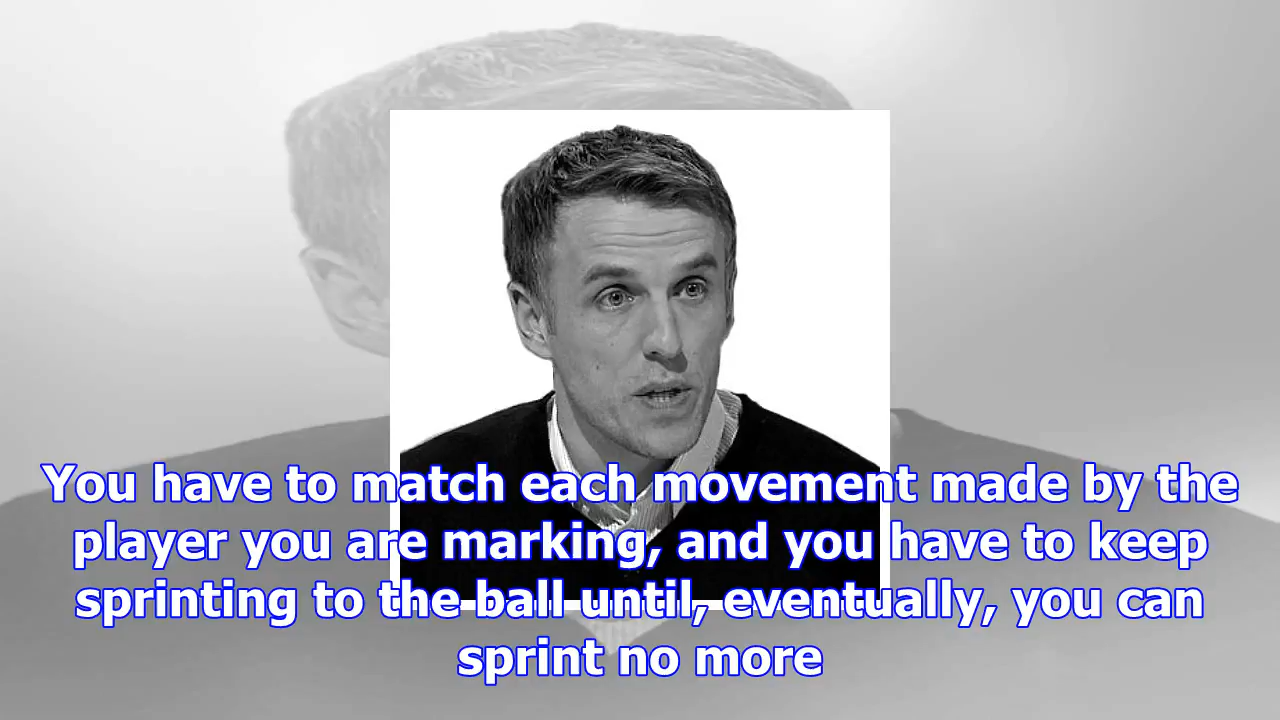 You have to match each movement made by the
player you are marking, and you have to keep
sprinting to the ball until, eventually, you can
sprint no more